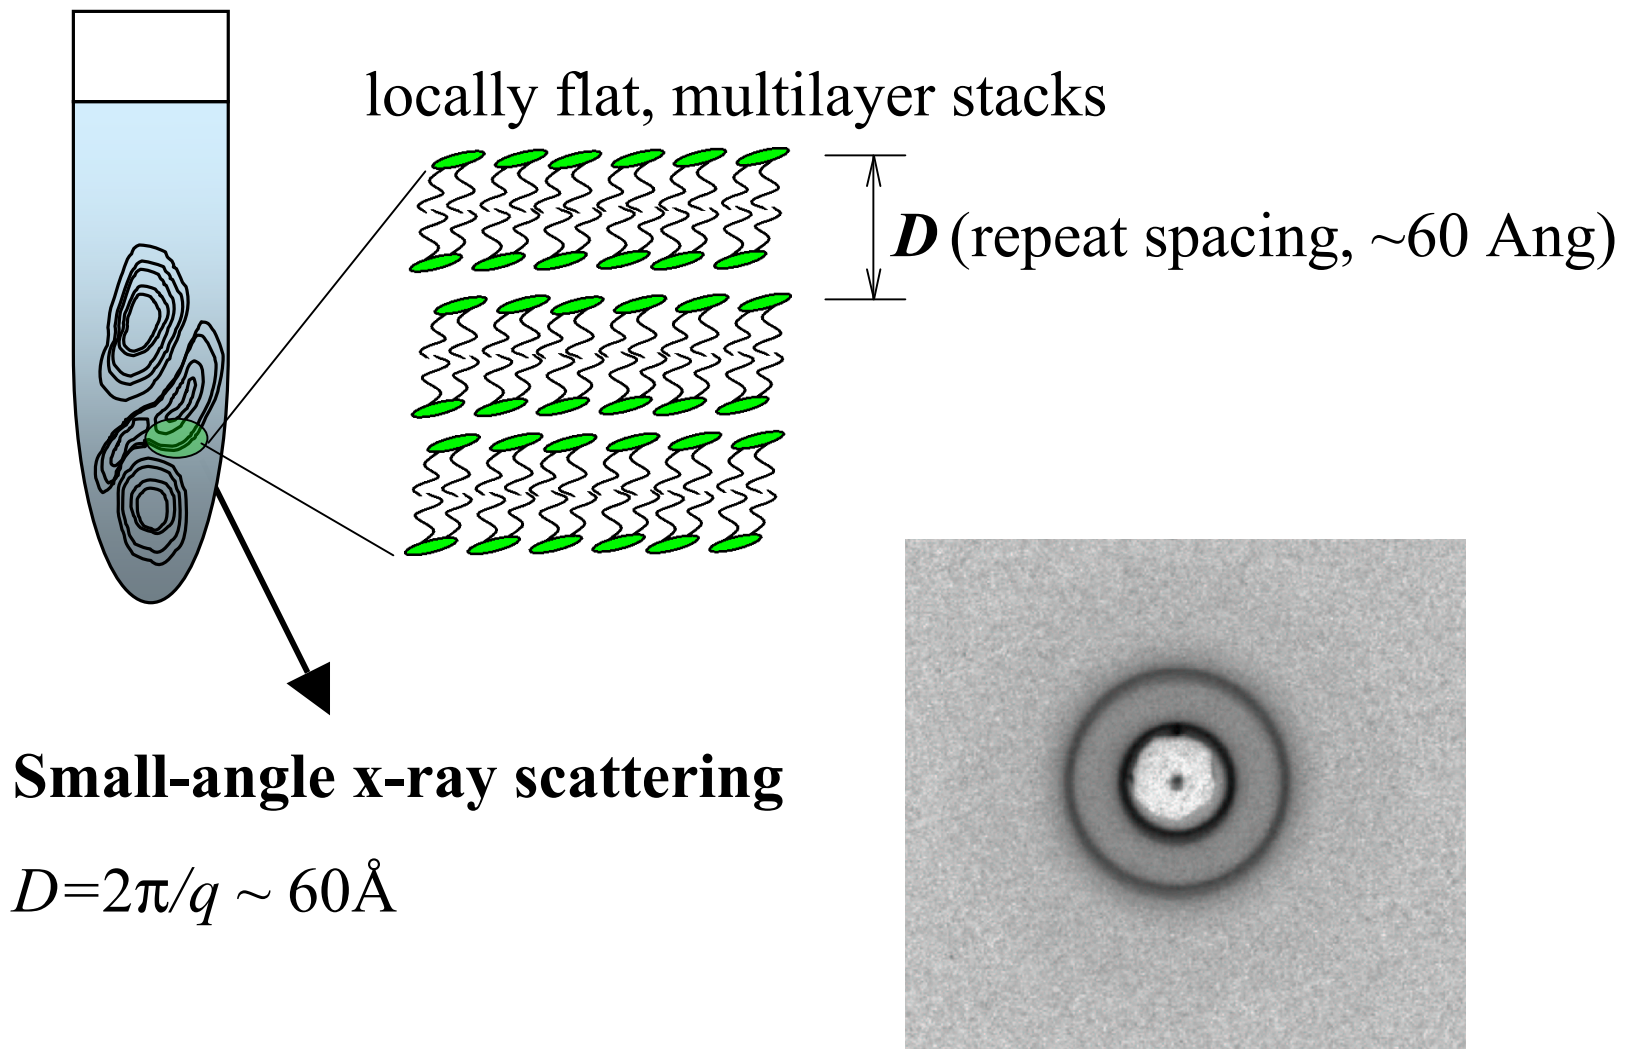 locally flat, multilayer stacks
D (repeat spacing, ~60 Ang)
Small-angle x-ray scattering
D=2π/q ~ 60Å